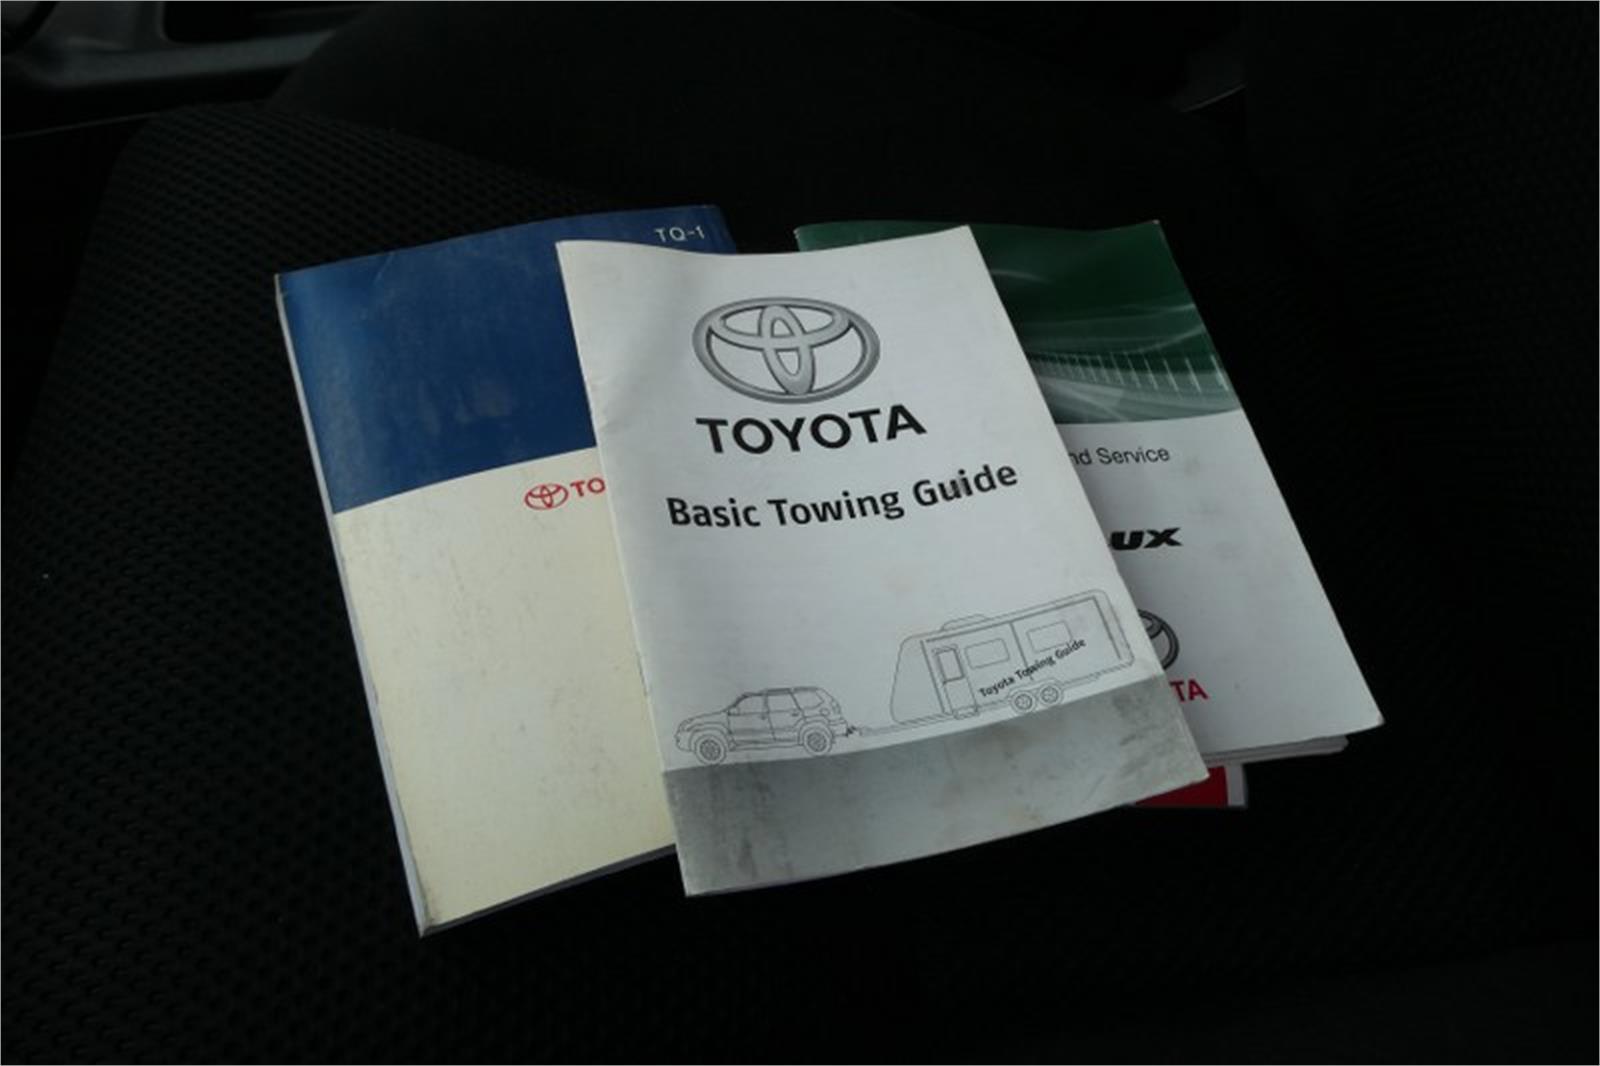 TQ-1
TO
TOYOTA
Basic Towing Guide
Toyota Towing Guide
nd Service
UX
TA